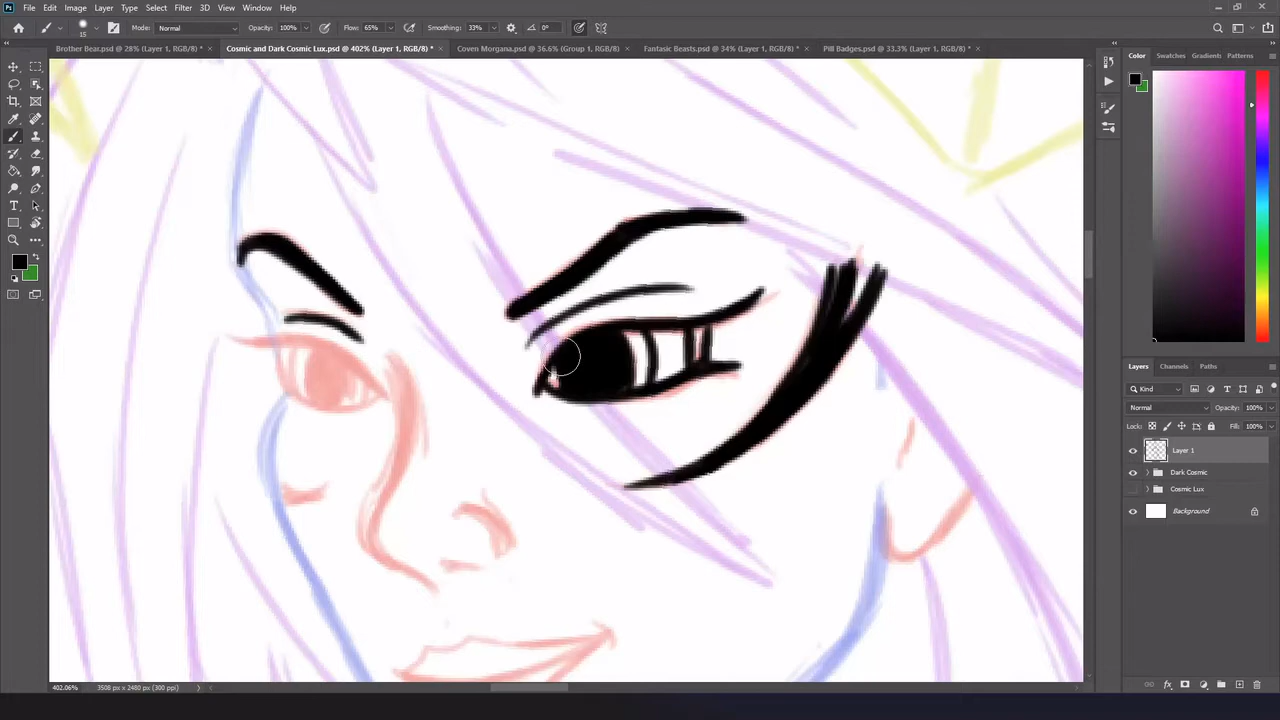 Ps File Edit Image Layer Type Select Filter 3D View Window Help
15 Mode: Normal Opacity: 100% Flow: 65% Smoothing: 33% 0°
Brother Bear.psd @ 28% (Layer 1, RGB/8) * × Cosmic and Dark Cosmic Lux.psd @ 402% (Layer 1, RGB/8) * × Coven Morgana.psd @ 36.6% (Group 1, RGB/8) × Fantasic Beasts.psd @ 34% (Layer 1, RGB/8) * × Pill Badges.psd @ 33.3% (Layer 1, RGB/8) * ×
Color Swatches Gradients Patterns
Layers Channels Paths
Kind
Normal Opacity: 100%
Lock: Fill: 100%
Layer 1
Dark Cosmic
Cosmic Lux
Background
402.06% 3508 px x 2480 px (300 ppi)